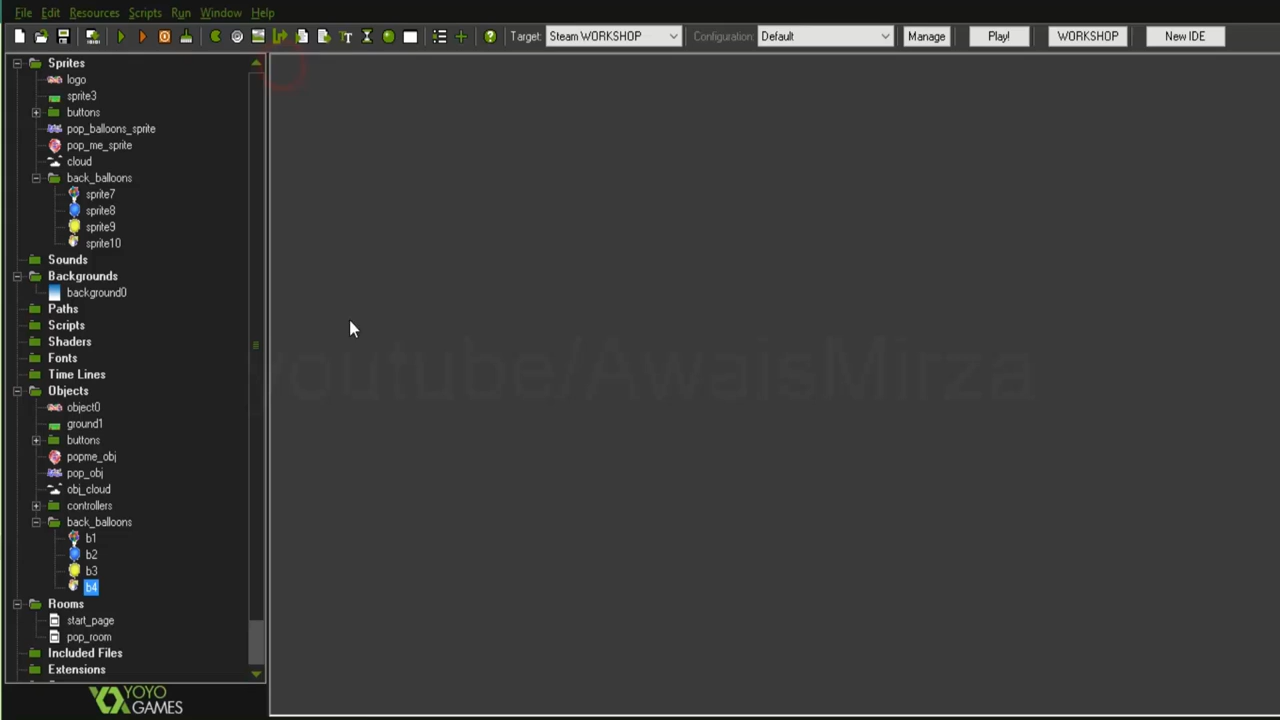 File Edit Resources Scripts Run Window Help
Target: Steam WORKSHOP Configuration: Default Manage Play! WORKSHOP New IDE
Sprites
logo
sprite3
buttons
pop_balloons_sprite
pop_me_sprite
cloud
back_balloons
sprite7
sprite8
sprite9
sprite10
Sounds
Backgrounds
background0
Paths
Scripts
Shaders
Fonts
Time Lines
Objects
object0
ground1
buttons
popme_obj
pop_obj
obj_cloud
controllers
back_balloons
b1
b2
b3
b4
Rooms
start_page
pop_room
Included Files
Extensions
YOYO
GAMES
youtube/AwaisMirza